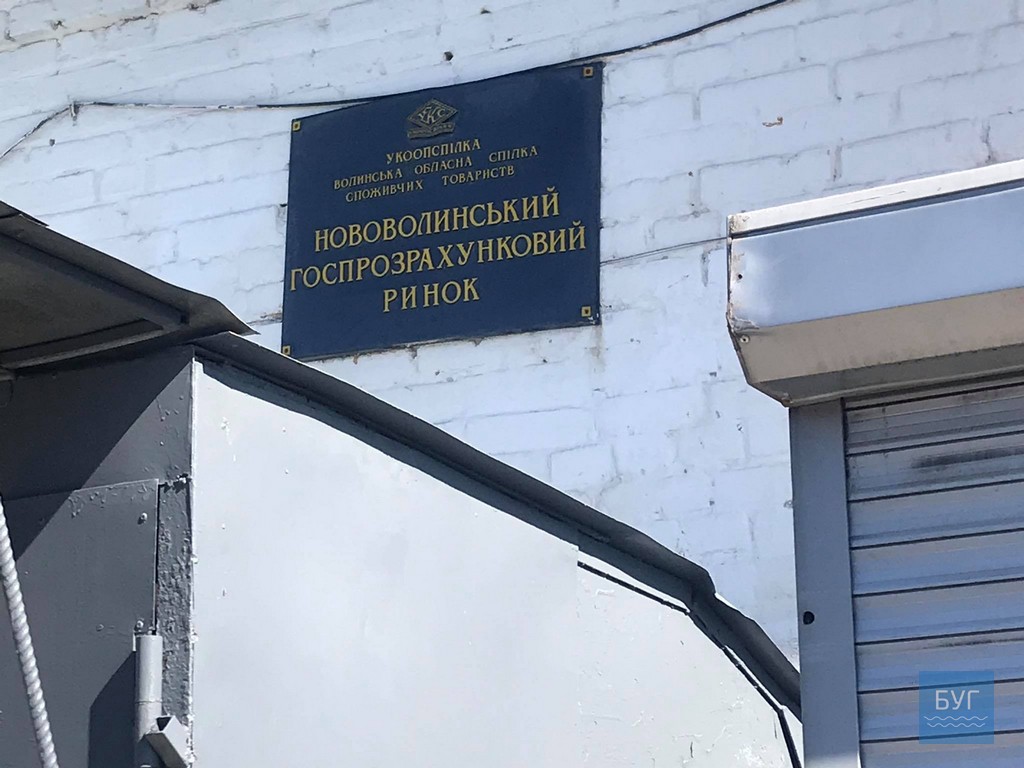 УКС
УКООПСПІЛКА
ВОЛИНСЬКА ОБЛАСНА СПІЛКА
СПОЖИВЧИХ ТОВАРИСТВ
НОВОВОЛИНСЬКИЙ
ГОСПРОЗРАХУНКОВИЙ
РИНОК
БУГ